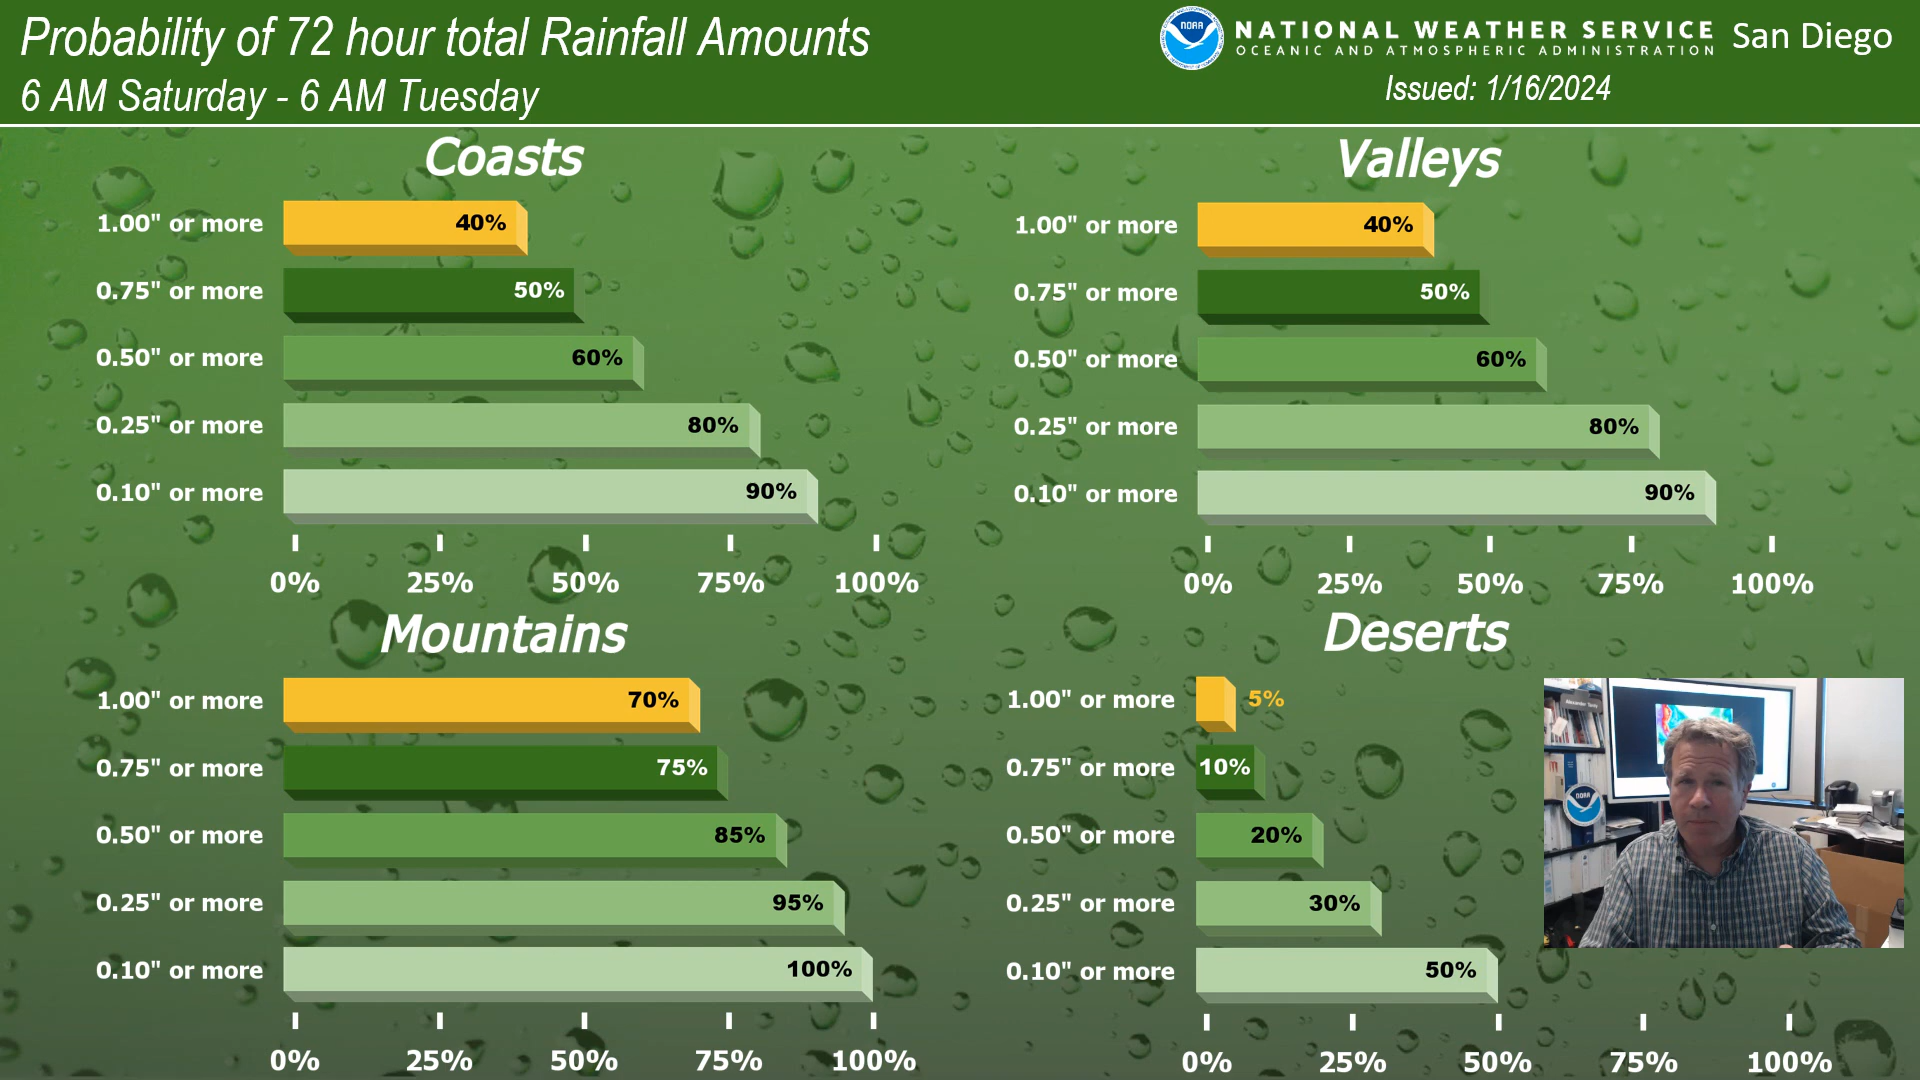 Probability of 72 hour total Rainfall Amounts
6 AM Saturday - 6 AM Tuesday
NOAA
NATIONAL WEATHER SERVICE
OCEANIC AND ATMOSPHERIC ADMINISTRATION
San Diego
Issued: 1/16/2024
Coasts
1.00" or more 40%
0.75" or more 50%
0.50" or more 60%
0.25" or more 80%
0.10" or more 90%
0% 25% 50% 75% 100%
Valleys
1.00" or more 40%
0.75" or more 50%
0.50" or more 60%
0.25" or more 80%
0.10" or more 90%
0% 25% 50% 75% 100%
Mountains
1.00" or more 70%
0.75" or more 75%
0.50" or more 85%
0.25" or more 95%
0.10" or more 100%
0% 25% 50% 75% 100%
Deserts
1.00" or more 5%
0.75" or more 10%
0.50" or more 20%
0.25" or more 30%
0.10" or more 50%
0% 25% 50% 75% 100%
Alexander Tardy
NOAA